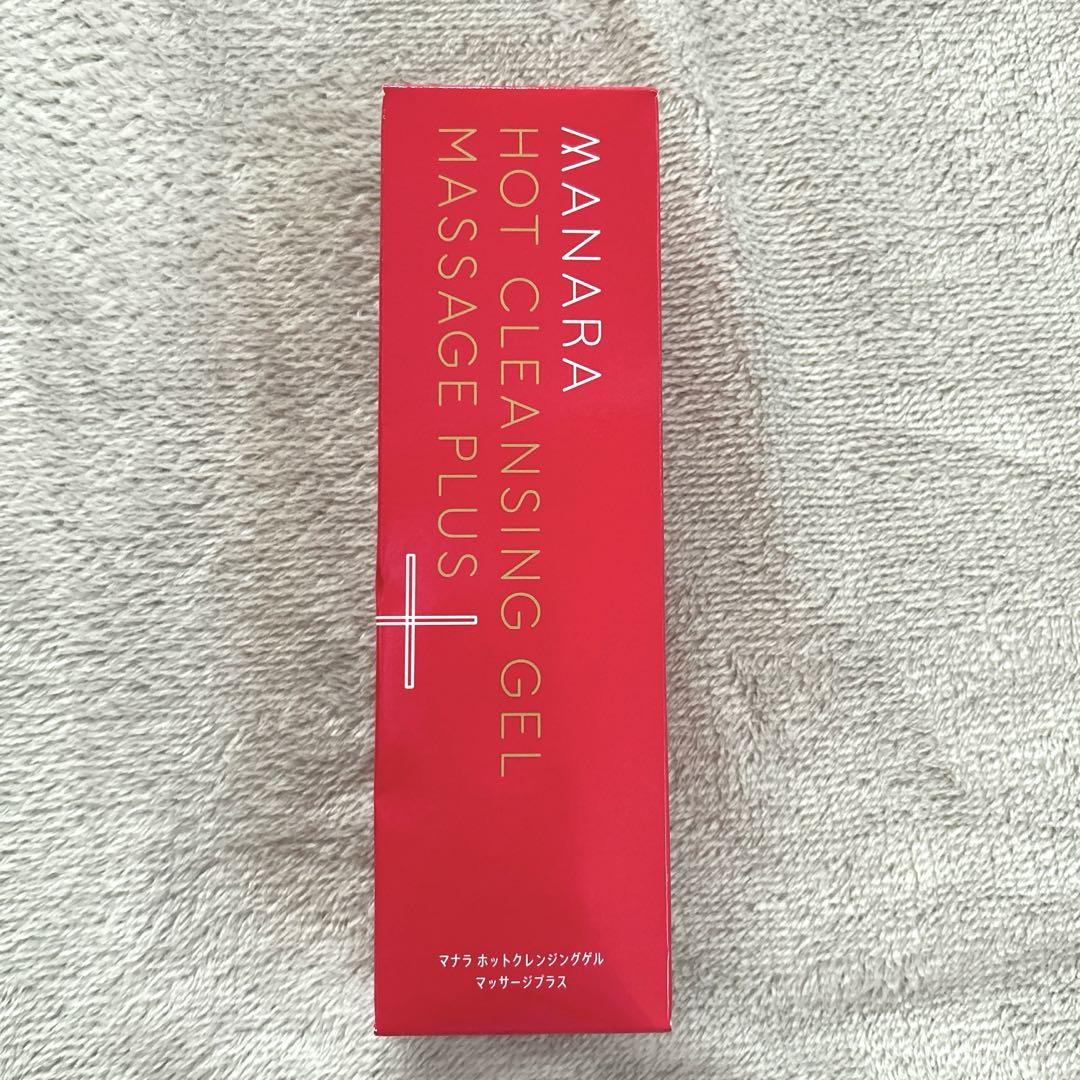 MANARA
HOT CLEANSING GEL
MASSAGE PLUS
マナラ ホットクレンジングゲル
マッサージプラス